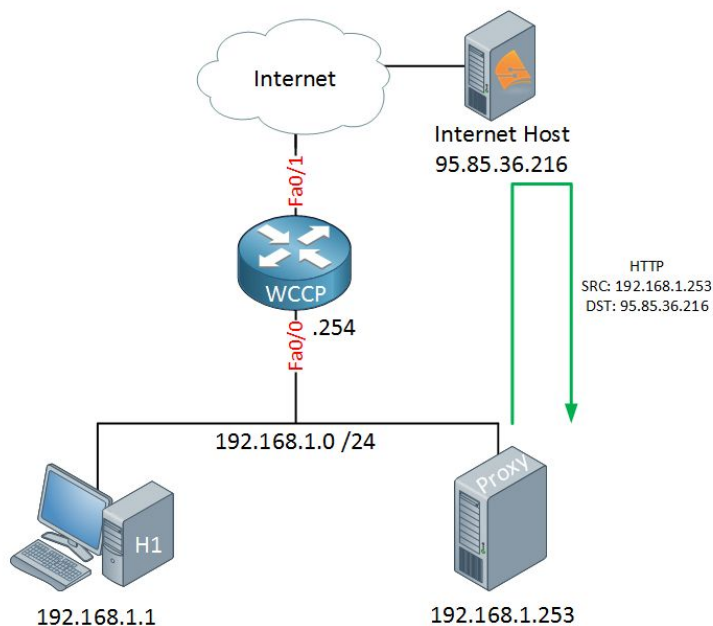 Internet
Internet Host
95.85.36.216
Fa0/1
HTTP
SRC: 192.168.1.253
DST: 95.85.36.216
WCCP
.254
Fa0/0
192.168.1.0 /24
Proxy
H1
192.168.1.1
192.168.1.253